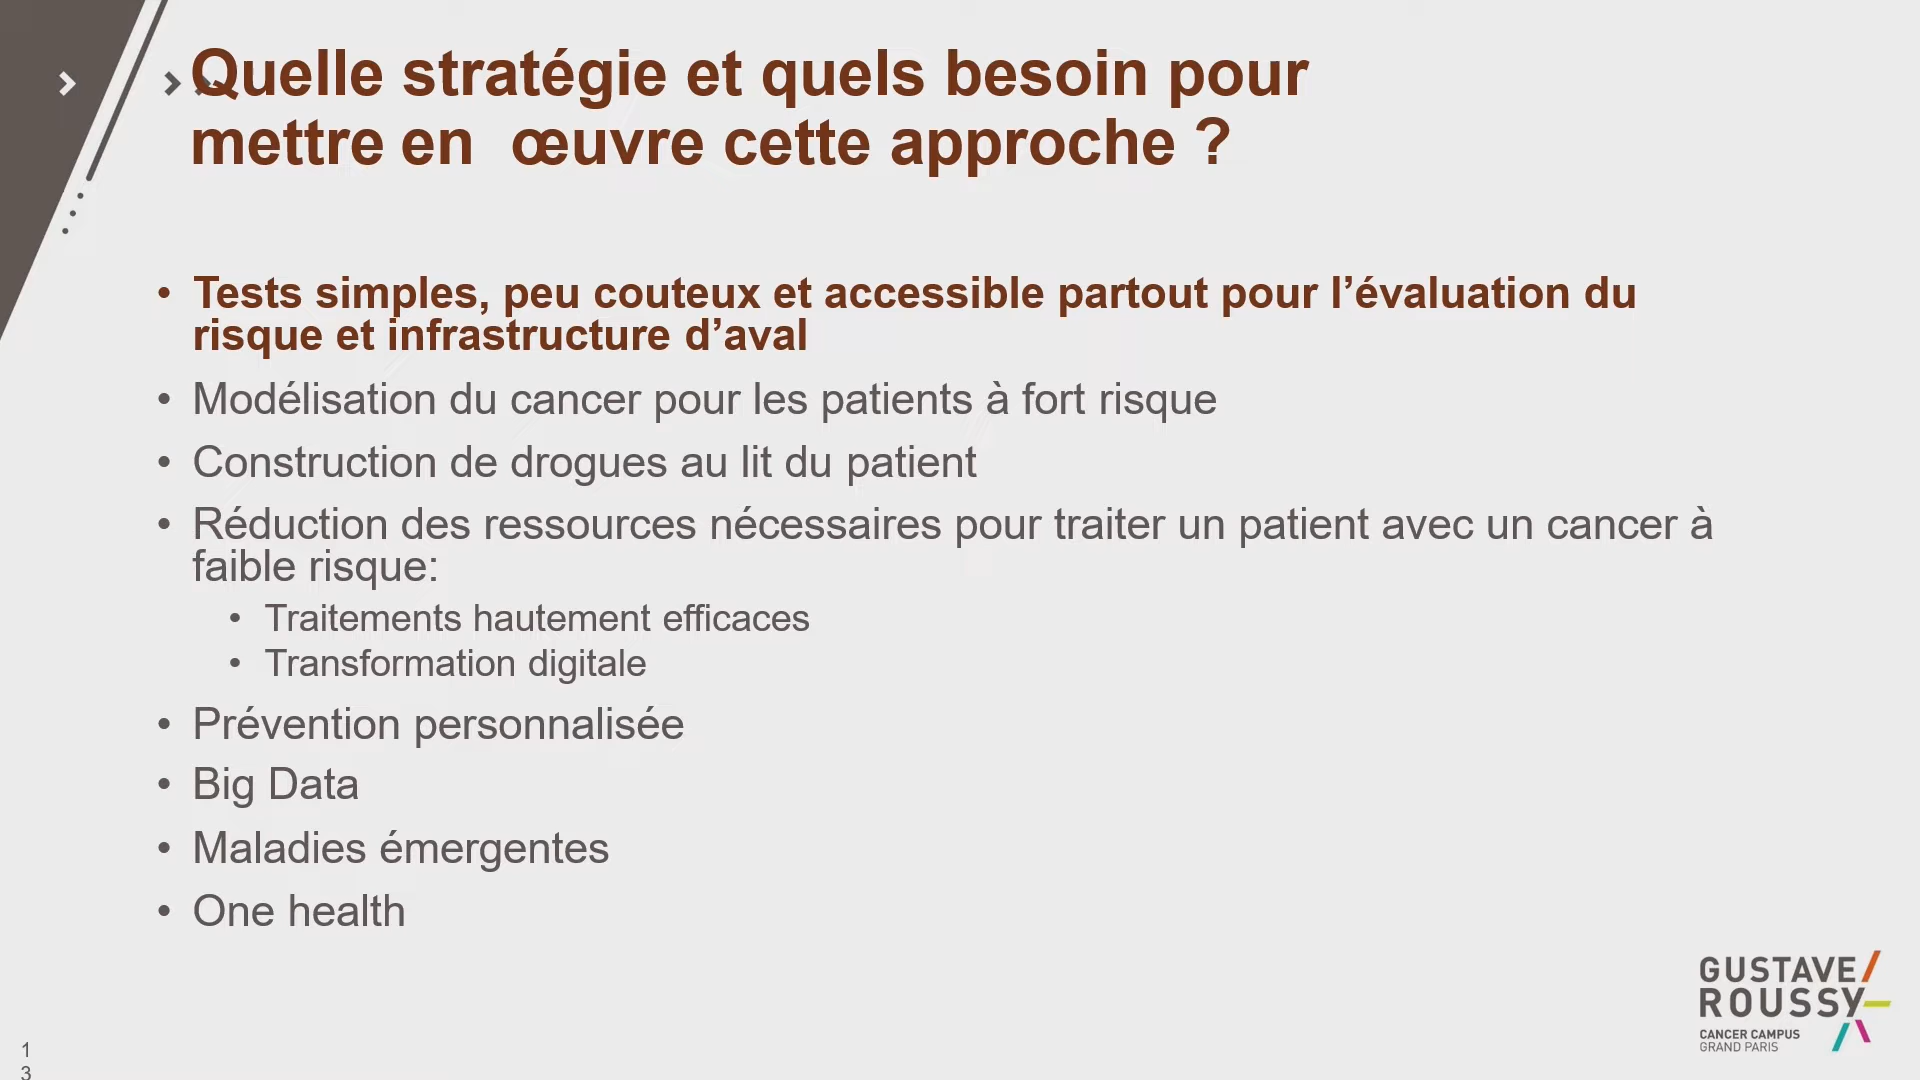 Quelle stratégie et quels besoin pour
mettre en  œuvre cette approche ?
• Tests simples, peu couteux et accessible partout pour l’évaluation du
risque et infrastructure d’aval
• Modélisation du cancer pour les patients à fort risque
• Construction de drogues au lit du patient
• Réduction des ressources nécessaires pour traiter un patient avec un cancer à
faible risque:
• Traitements hautement efficaces
• Transformation digitale
• Prévention personnalisée
• Big Data
• Maladies émergentes
• One health
GUSTAVE
ROUSSY
CANCER CAMPUS
GRAND PARIS
1
3